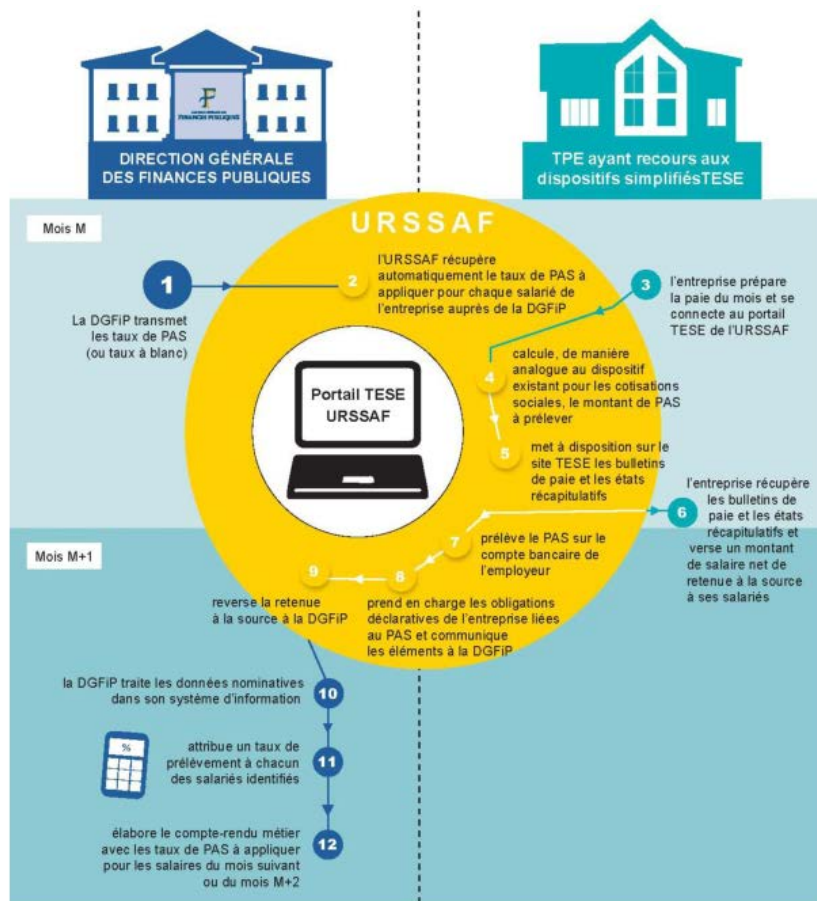 FINANCES PUBLIQUES
DIRECTION GÉNÉRALE
DES FINANCES PUBLIQUES
TPE ayant recours aux
dispositifs simplifiésTESE
Mois M
URSSAF
1
La DGFiP transmet
les taux de PAS
(ou taux à blanc)
2
l'URSSAF récupère
automatiquement le taux de PAS à
appliquer pour chaque salarié de
l'entreprise auprès de la DGFiP
3
l'entreprise prépare
la paie du mois et se
connecte au portail
TESE de l'URSSAF
Portail TESE
URSSAF
4
calcule, de manière
analogue au dispositif
existant pour les cotisations
sociales, le montant de PAS
à prélever
5
met à disposition sur le
site TESE les bulletins
de paie et les états
récapitulatifs
6
l'entreprise récupère
les bulletins de
paie et les états
récapitulatifs et
verse un montant
de salaire net de
retenue à la source
à ses salariés
Mois M+1
7
prélève le PAS sur le
compte bancaire de
l'employeur
8
prend en charge les obligations
déclaratives de l'entreprise liées
au PAS et communique
les éléments à la DGFiP
9
reverse la retenue
à la source à la DGFiP
10
la DGFiP traite les données nominatives
dans son système d'information
%
11
attribue un taux de
prélèvement à chacun
des salariés identifiés
12
élabore le compte-rendu métier
avec les taux de PAS à appliquer
pour les salaires du mois suivant
ou du mois M+2